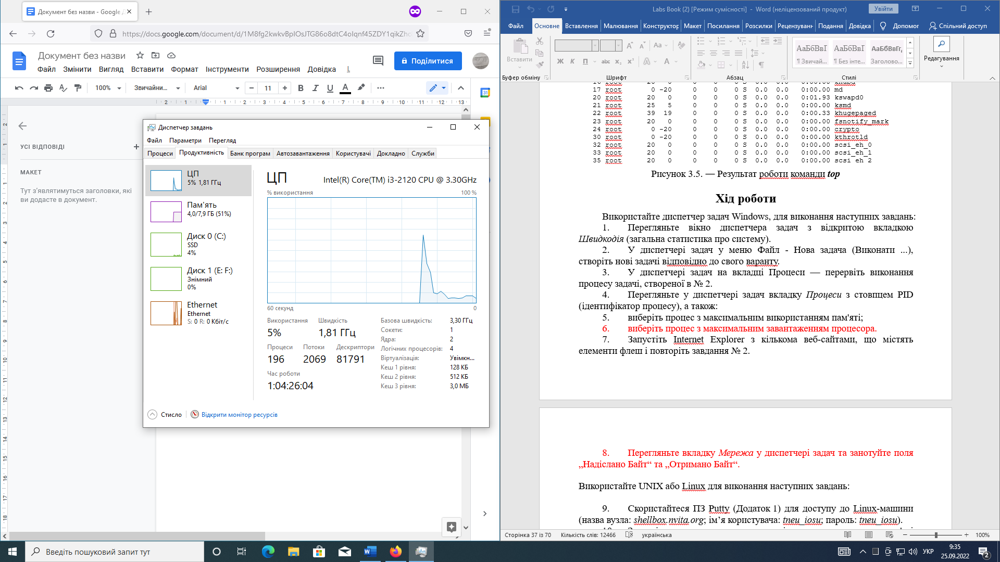 Документ без назви - Google Д
https://docs.google.com/document/d/1M8fg2kwkvBpIOsJTG86o8dtC4oIqnf45ZDY1qikZhc
Документ без назви
Файл Змінити Вигляд Вставити Формат Інструменти Розширення Довідка
Поділитися
100% Звичайни... Arial 11
УСІ ВІДПОВІДІ
МАКЕТ
Тут з’являтимуться заголовки, які
ви додасте в документ.
Диспетчер завдань
Файл Параметри Перегляд
Процеси Продуктивність Банк програм Автозавантаження Користувачі Докладно Служби
ЦП
5% 1,81 ГГц
Пам'ять
4,0/7,9 ГБ (51%)
Диск 0 (C:)
SSD
4%
Диск 1 (E: F:)
Знімний
0%
Ethernet
Ethernet
S: 0 R: 0 Кбіт/с
ЦП
Intel(R) Core(TM) i3-2120 CPU @ 3.30GHz
% використання 100 %
60 секунд 0
Використання Швидкість
5% 1,81 ГГц
Процеси Потоки Дескриптори
196 2069 81791
Час роботи
1:04:26:04
Базова швидкість: 3,30 ГГц
Сокети: 1
Ядра: 2
Логічних процесорів: 4
Віртуалізація: Увімкн...
Кеш 1 рівня: 128 КБ
Кеш 2 рівня: 512 КБ
Кеш 3 рівня: 3,0 МБ
Стисло
Відкрити монітор ресурсів
Labs Book (2) [Режим сумісності] - Word (неліцензований продукт)
Увійти
Файл Основне Вставлення Малювання Конструктор Макет Посилання Розсилки Рецензуванн Подання Довідка Допомог Спільний доступ
Вставити
Буфер обміну
Шрифт
Абзац
АаБбВвГ АаБбВвГ АаБбВвГг,
¶ Звичай... ¶ Без інте... Заголово...
Стилі
Редагування
16 root 20 0 0 0 0 S 0.0 0.0 0:00.00 khubd
17 root 0 -20 0 0 0 S 0.0 0.0 0:00.00 md
20 root 20 0 0 0 0 S 0.0 0.0 0:01.93 kswapd0
21 root 25 5 0 0 0 S 0.0 0.0 0:00.00 ksmd
22 root 39 19 0 0 0 S 0.0 0.0 0:00.33 khugepaged
23 root 20 0 0 0 0 S 0.0 0.0 0:00.00 fsnotify_mark
24 root 0 -20 0 0 0 S 0.0 0.0 0:00.00 crypto
30 root 0 -20 0 0 0 S 0.0 0.0 0:00.00 kthrotld
32 root 20 0 0 0 0 S 0.0 0.0 0:00.00 scsi_eh_0
33 root 20 0 0 0 0 S 0.0 0.0 0:00.00 scsi_eh_1
35 root 20 0 0 0 0 S 0.0 0.0 0:00.00 scsi_eh_2
Рисунок 3.5. — Результат роботи команди top
Хід роботи
Використайте диспетчер задач Windows, для виконання наступних завдань:
1. Перегляньте вікно диспетчера задач з відкритою вкладкою
Швидкодія (загальна статистика про систему).
2. У диспетчері задач у меню Файл - Нова задача (Виконати ...),
створіть нові задачі відповідно до свого варанту.
3. У диспетчері задач на вкладці Процеси — перервіть виконання
процесу задачі, створеної в № 2.
4. Перегляньте у диспетчері задач вкладку Процеси з стовпцем PID
(ідентифікатор процесу), а також:
5. виберіть процес з максимальним використанням пам'яті;
6. виберіть процес з максимальним завантаженням процесора.
7. Запустіть Internet Explorer з кількома веб-сайтами, що містять
елементи флеш і повторіть завдання № 2.
8. Перегляньте вкладку Мережа у диспетчері задач та занотуйте поля
„Надіслано Байт“ та „Отримано Байт“.
Використайте UNIX або Linux для виконання наступних завдань:
9. Скористайтеся ПЗ Putty (Додаток 1) для доступу до Linux-машини
(назва вузла: shellbox.nvita.org; ім’я користувача: tneu_iosu; пароль: tneu_iosu).
Сторінка 37 із 70 Кількість слів: 12466 українська 100%
Введіть пошуковий запит тут
УКР
9:35
25.09.2022
2